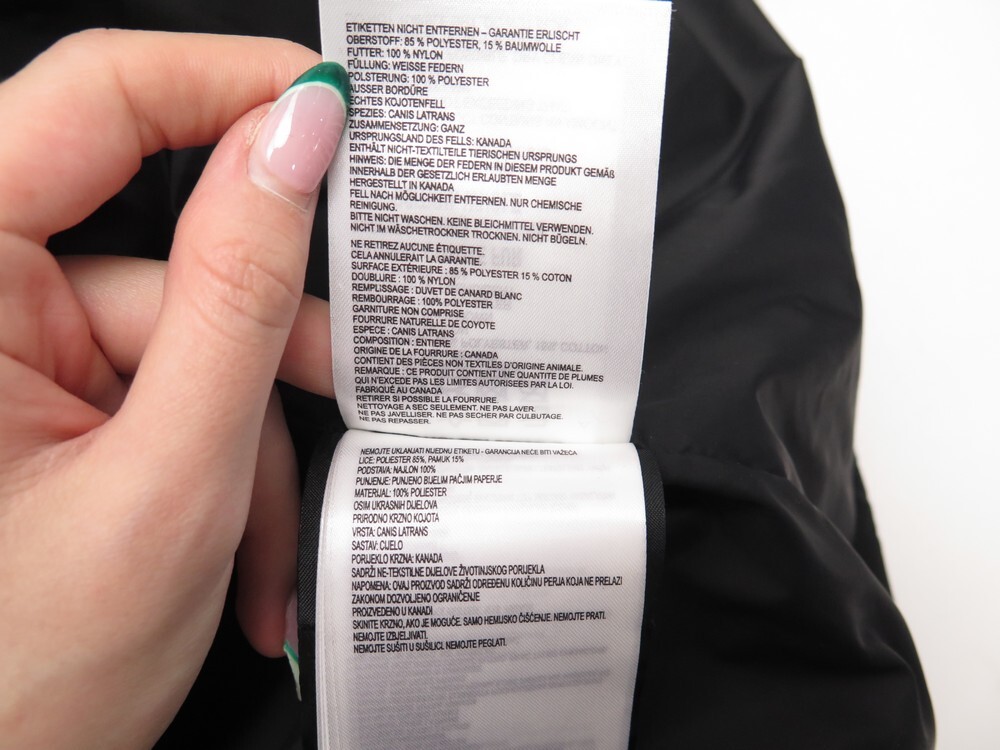 ETIKETTEN NICHT ENTFERNEN – GARANTIE ERLISCHT
OBERSTOFF: 85 % POLYESTER, 15 % BAUMWOLLE
FUTTER: 100 % NYLON
FÜLLUNG: WEISSE FEDERN
POLSTERUNG: 100 % POLYESTER
AUSSER BORDÜRE
ECHTES KOJOTENFELL
SPEZIES: CANIS LATRANS
ZUSAMMENSETZUNG: GANZ
URSPRUNGSLAND DES FELLS: KANADA
ENTHÄLT NICHT-TEXTILTEILE TIERISCHEN URSPRUNGS
HINWEIS: DIE MENGE DER FEDERN IN DIESEM PRODUKT GEMÄß
INNERHALB DER GESETZLICH ERLAUBTEN MENGE
HERGESTELLT IN KANADA
FELL NACH MÖGLICHKEIT ENTFERNEN. NUR CHEMISCHE
REINIGUNG.
BITTE NICHT WASCHEN. KEINE BLEICHMITTEL VERWENDEN.
NICHT IM WÄSCHETROCKNER TROCKNEN. NICHT BÜGELN.
NE RETIREZ AUCUNE ÉTIQUETTE.
CELA ANNULERAIT LA GARANTIE.
SURFACE EXTÉRIEURE : 85 % POLYESTER 15 % COTON
DOUBLURE : 100 % NYLON
REMPLISSAGE : DUVET DE CANARD BLANC
REMBOURRAGE : 100% POLYESTER
GARNITURE NON COMPRISE
FOURRURE NATURELLE DE COYOTE
ESPECE : CANIS LATRANS
COMPOSITION : ENTIERE
ORIGINE DE LA FOURRURE : CANADA
CONTIENT DES PIÈCES NON TEXTILES D'ORIGINE ANIMALE.
REMARQUE : CE PRODUIT CONTIENT UNE QUANTITE DE PLUMES
QUI N'EXCEDE PAS LES LIMITES AUTORISEES PAR LA LOI.
FABRIQUÉ AU CANADA
RETIRER SI POSSIBLE LA FOURRURE.
NETTOYAGE A SEC SEULEMENT. NE PAS LAVER.
NE PAS JAVELLISER. NE PAS SECHER PAR CULBUTAGE.
NE PAS REPASSER.
NEMOJTE UKLANJATI NIJEDNU ETIKETU - GARANCIJA NEĆE BITI VAŽEĆA
LICE: POLIESTER 85%, PAMUK 15%
PODSTAVA: NAJLON 100%
PUNJENJE: PUNJENO BIJELIM PAČJIM PAPERJE
MATERIJAL: 100% POLIESTER
OSIM UKRASNIH DIJELOVA
PRIRODNO KRZNO KOJOTA
VRSTA: CANIS LATRANS
SASTAV: CIJELO
PORIJEKLO KRZNA: KANADA
SADRŽI NE-TEKSTILNE DIJELOVE ŽIVOTINJSKOG PORIJEKLA
NAPOMENA: OVAJ PROIZVOD SADRŽI ODREĐENU KOLIČINU PERJA KOJA NE PRELAZI
ZAKONOM DOZVOLJENO OGRANIČENJE
PROIZVEDENO U KANADI
SKINITE KRZNO, AKO JE MOGUĆE. SAMO HEMIJSKO ČIŠĆENJE. NEMOJTE PRATI.
NEMOJTE IZBJELJIVATI.
NEMOJTE SUŠITI U SUŠILICI. NEMOJTE PEGLATI.